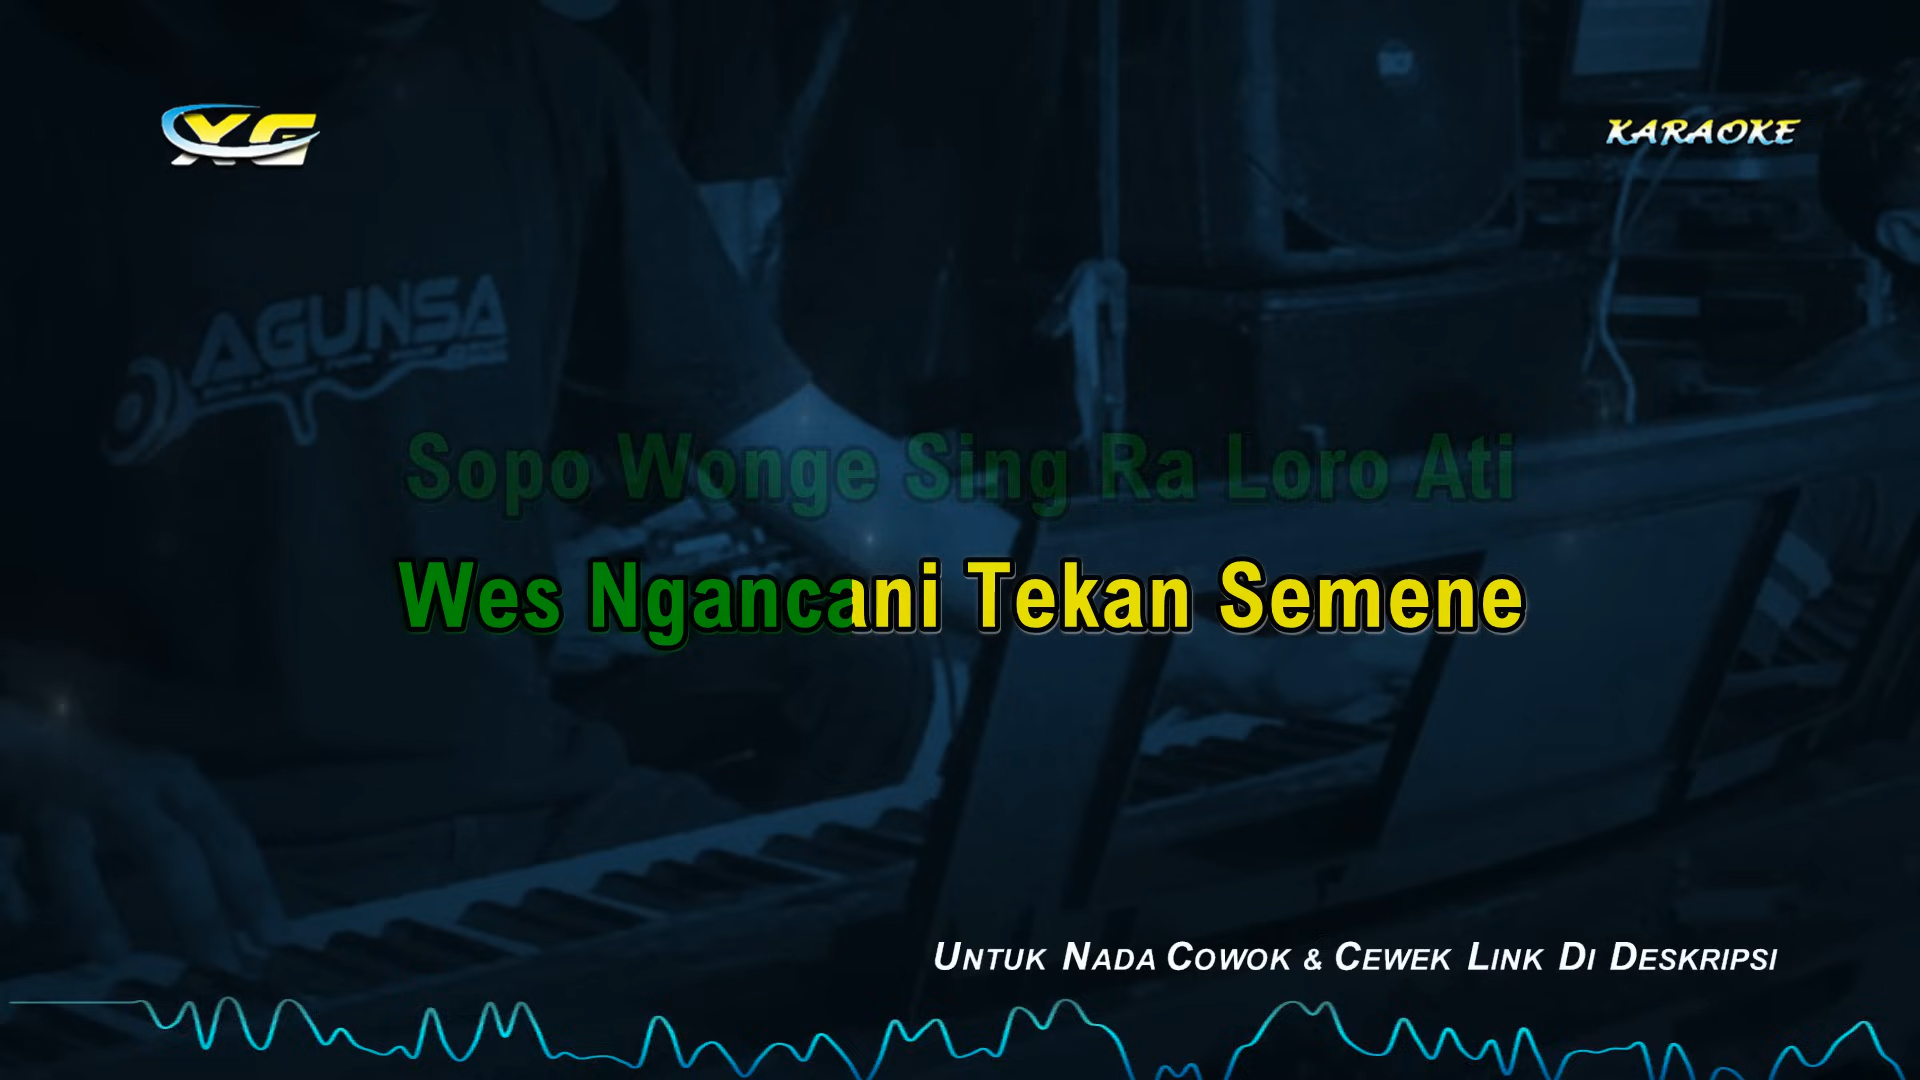 XG
KARAOKE
AGUNSA
Sopo Wonge Sing Ra Loro Ati
Wes Ngancani Tekan Semene
Untuk Nada Cowok & Cewek Link Di Deskripsi